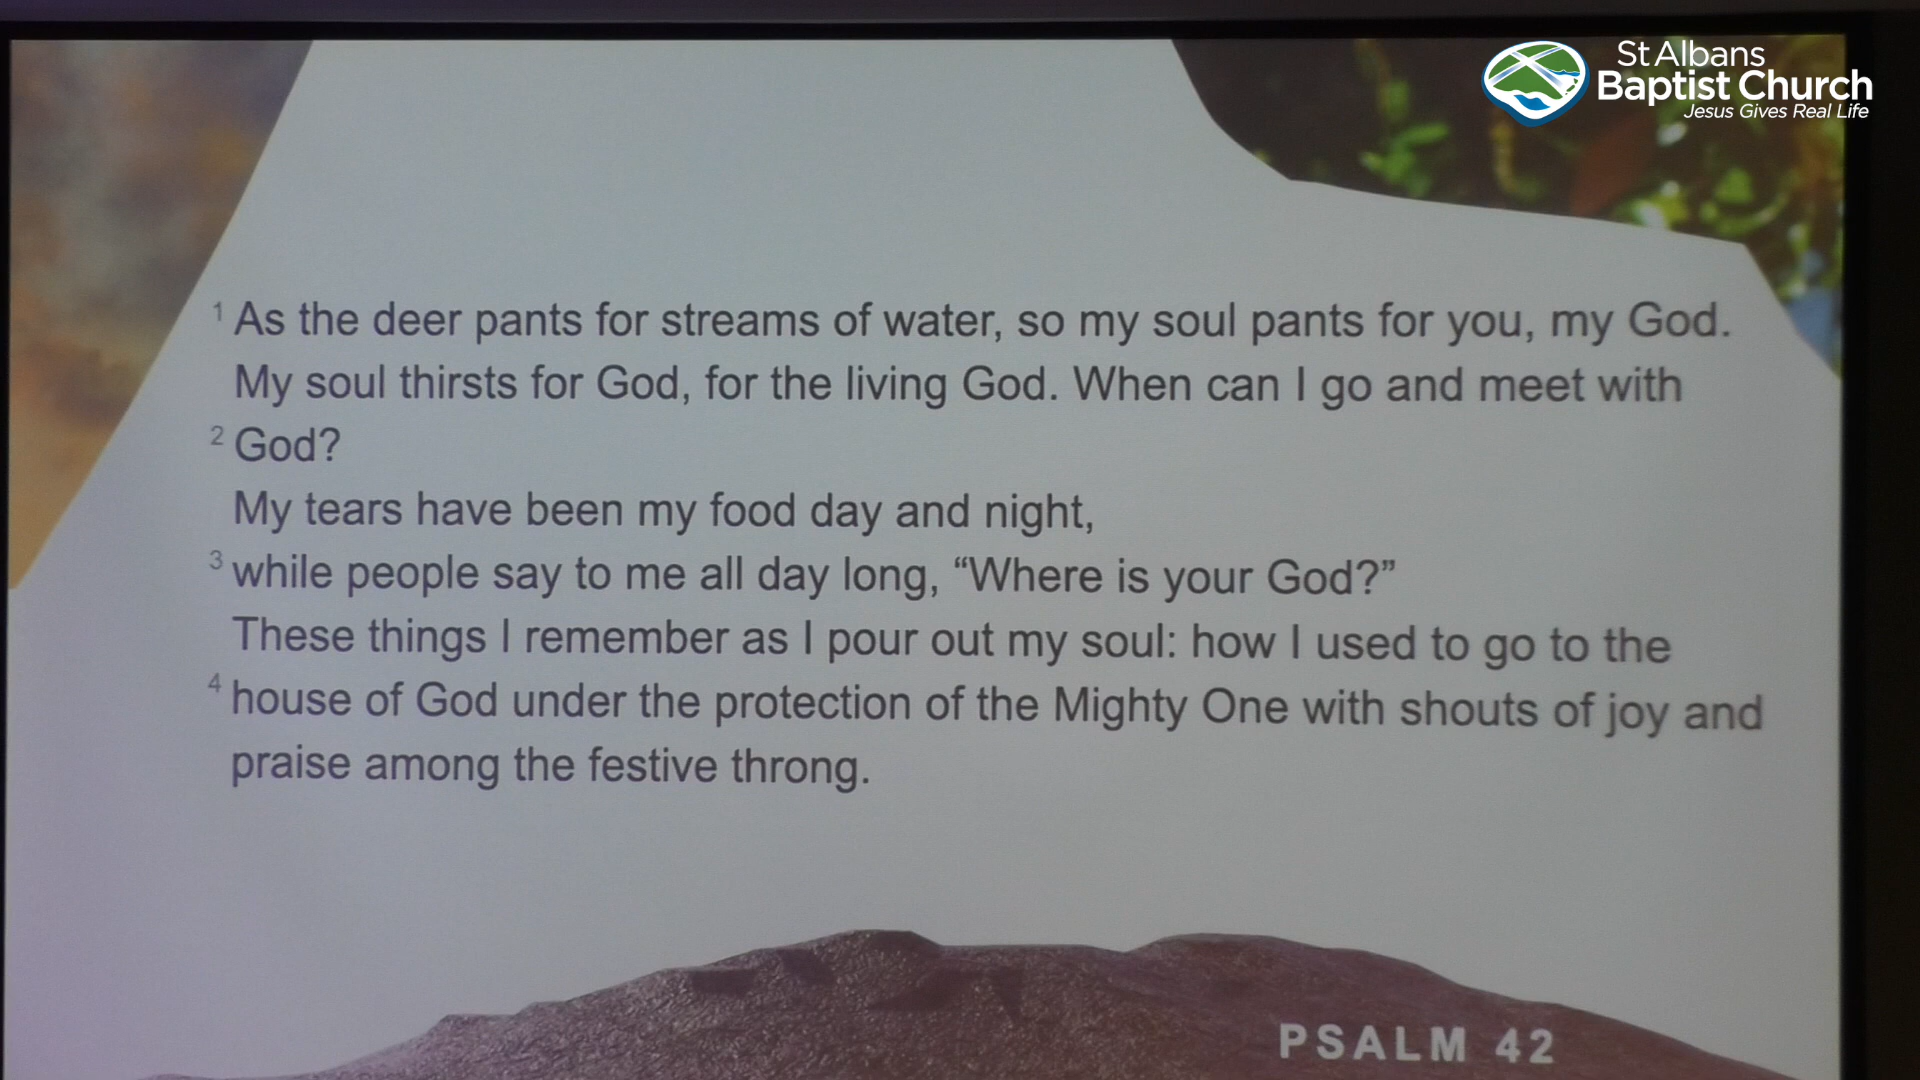 St Albans
Baptist Church
Jesus Gives Real Life
1 As the deer pants for streams of water, so my soul pants for you, my God.
My soul thirsts for God, for the living God. When can I go and meet with
2 God?
My tears have been my food day and night,
3 while people say to me all day long, “Where is your God?”
These things I remember as I pour out my soul: how I used to go to the
4 house of God under the protection of the Mighty One with shouts of joy and
praise among the festive throng.
PSALM 42